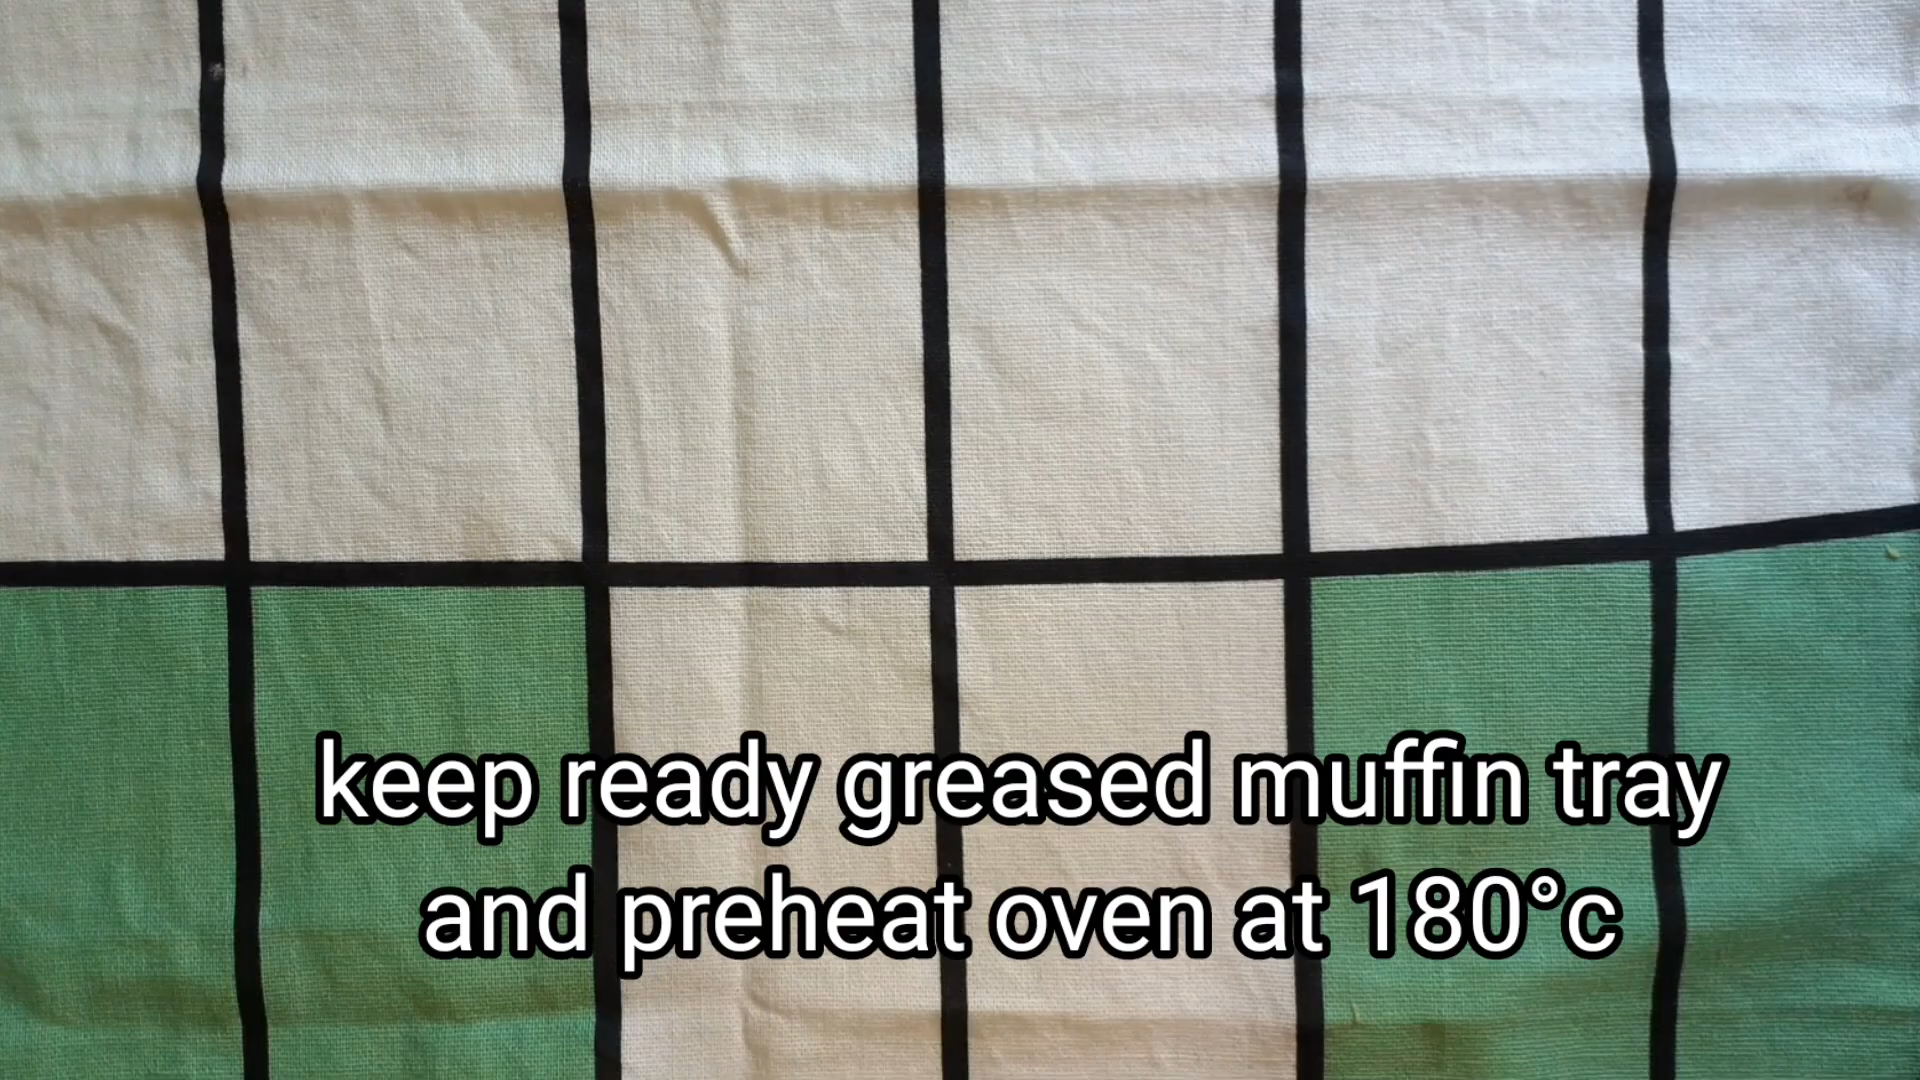 keep ready greased muffin tray
and preheat oven at 180°c